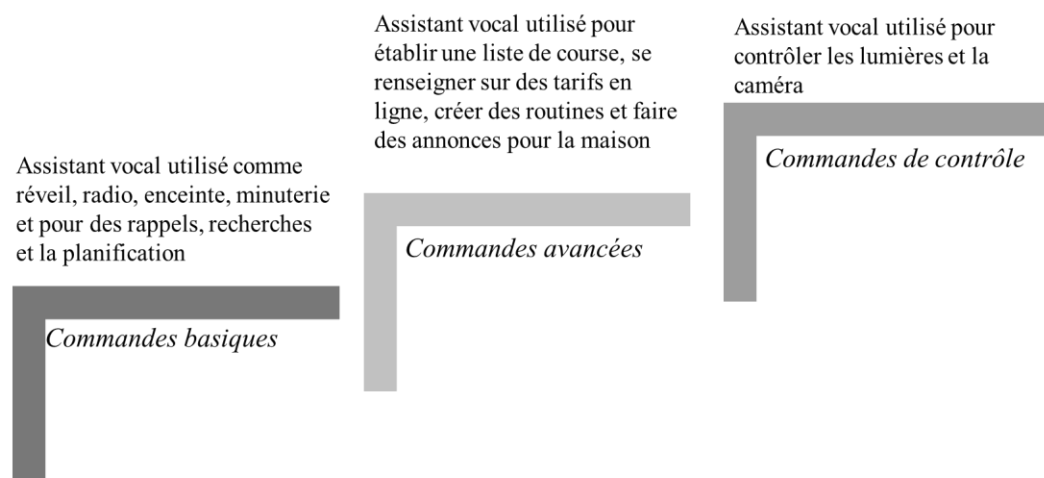 Assistant vocal utilisé comme
réveil, radio, enceinte, minuterie
et pour des rappels, recherches
et la planification
Commandes basiques
Assistant vocal utilisé pour
établir une liste de course, se
renseigner sur des tarifs en
ligne, créer des routines et faire
des annonces pour la maison
Commandes avancées
Assistant vocal utilisé pour
contrôler les lumières et la
caméra
Commandes de contrôle